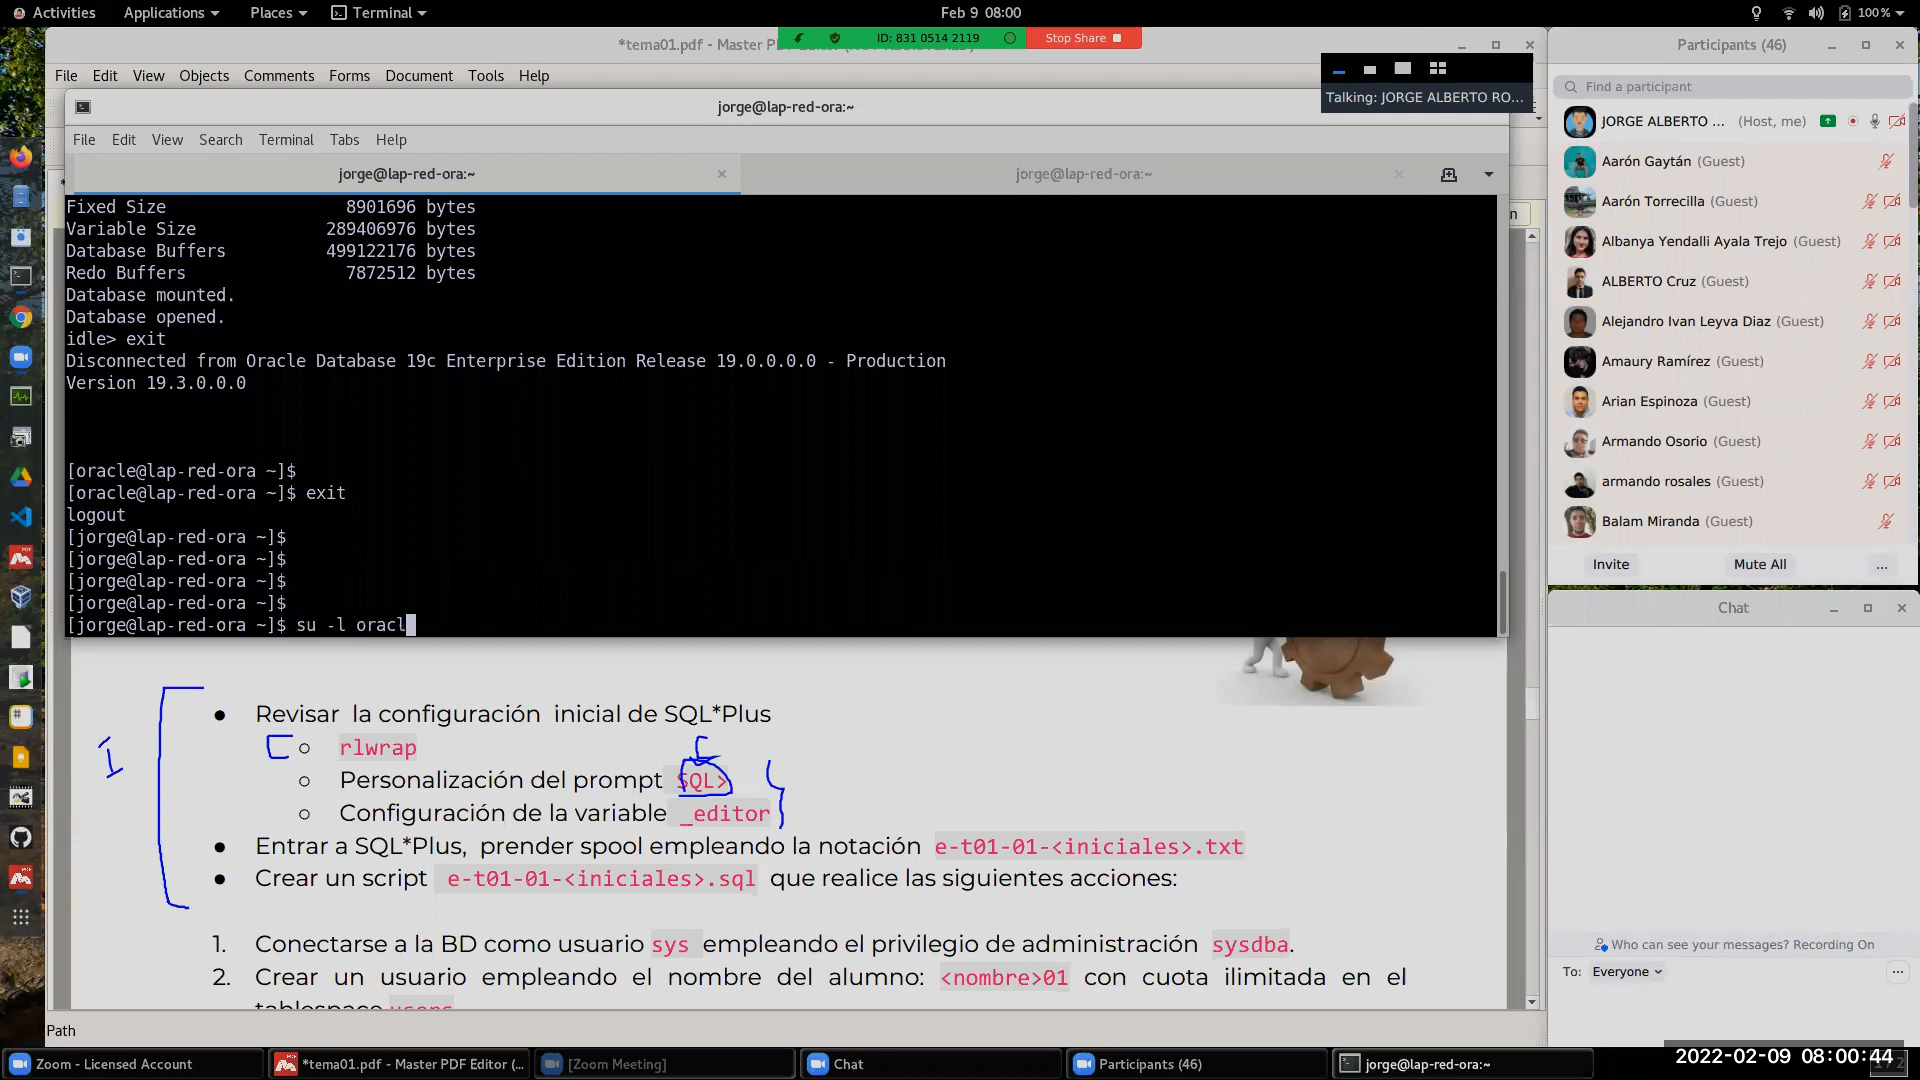 Activities Applications Places Terminal Feb 9 08:00 100%
*tema01.pdf - Master PD
ID: 831 0514 2119 Stop Share
Participants (46)
File Edit View Objects Comments Forms Document Tools Help
Talking: JORGE ALBERTO RO...
Find a participant
jorge@lap-red-ora:~
File Edit View Search Terminal Tabs Help
jorge@lap-red-ora:~ jorge@lap-red-ora:~
Fixed Size 8901696 bytes
Variable Size 289406976 bytes
Database Buffers 499122176 bytes
Redo Buffers 7872512 bytes
Database mounted.
Database opened.
idle> exit
Disconnected from Oracle Database 19c Enterprise Edition Release 19.0.0.0.0 - Production
Version 19.3.0.0.0
[oracle@lap-red-ora ~]$
[oracle@lap-red-ora ~]$ exit
logout
[jorge@lap-red-ora ~]$
[jorge@lap-red-ora ~]$
[jorge@lap-red-ora ~]$
[jorge@lap-red-ora ~]$
[jorge@lap-red-ora ~]$ su -l oracl
I
● Revisar la configuración inicial de SQL*Plus
○ rlwrap
○ Personalización del prompt SQL>
○ Configuración de la variable _editor
● Entrar a SQL*Plus, prender spool empleando la notación e-t01-01-<iniciales>.txt
● Crear un script e-t01-01-<iniciales>.sql que realice las siguientes acciones:
1. Conectarse a la BD como usuario sys empleando el privilegio de administración sysdba.
2. Crear un usuario empleando el nombre del alumno: <nombre>01 con cuota ilimitada en el
tablespace users
Path
JORGE ALBERTO ... (Host, me)
Aarón Gaytán (Guest)
Aarón Torrecilla (Guest)
Albanya Yendalli Ayala Trejo (Guest)
ALBERTO Cruz (Guest)
Alejandro Ivan Leyva Diaz (Guest)
Amaury Ramírez (Guest)
Arian Espinoza (Guest)
Armando Osorio (Guest)
armando rosales (Guest)
Balam Miranda (Guest)
Invite Mute All ...
Chat
Who can see your messages? Recording On
To: Everyone
Zoom - Licensed Account *tema01.pdf - Master PDF Editor (... [Zoom Meeting] Chat Participants (46) jorge@lap-red-ora:~
2022-02-09 08:00:44